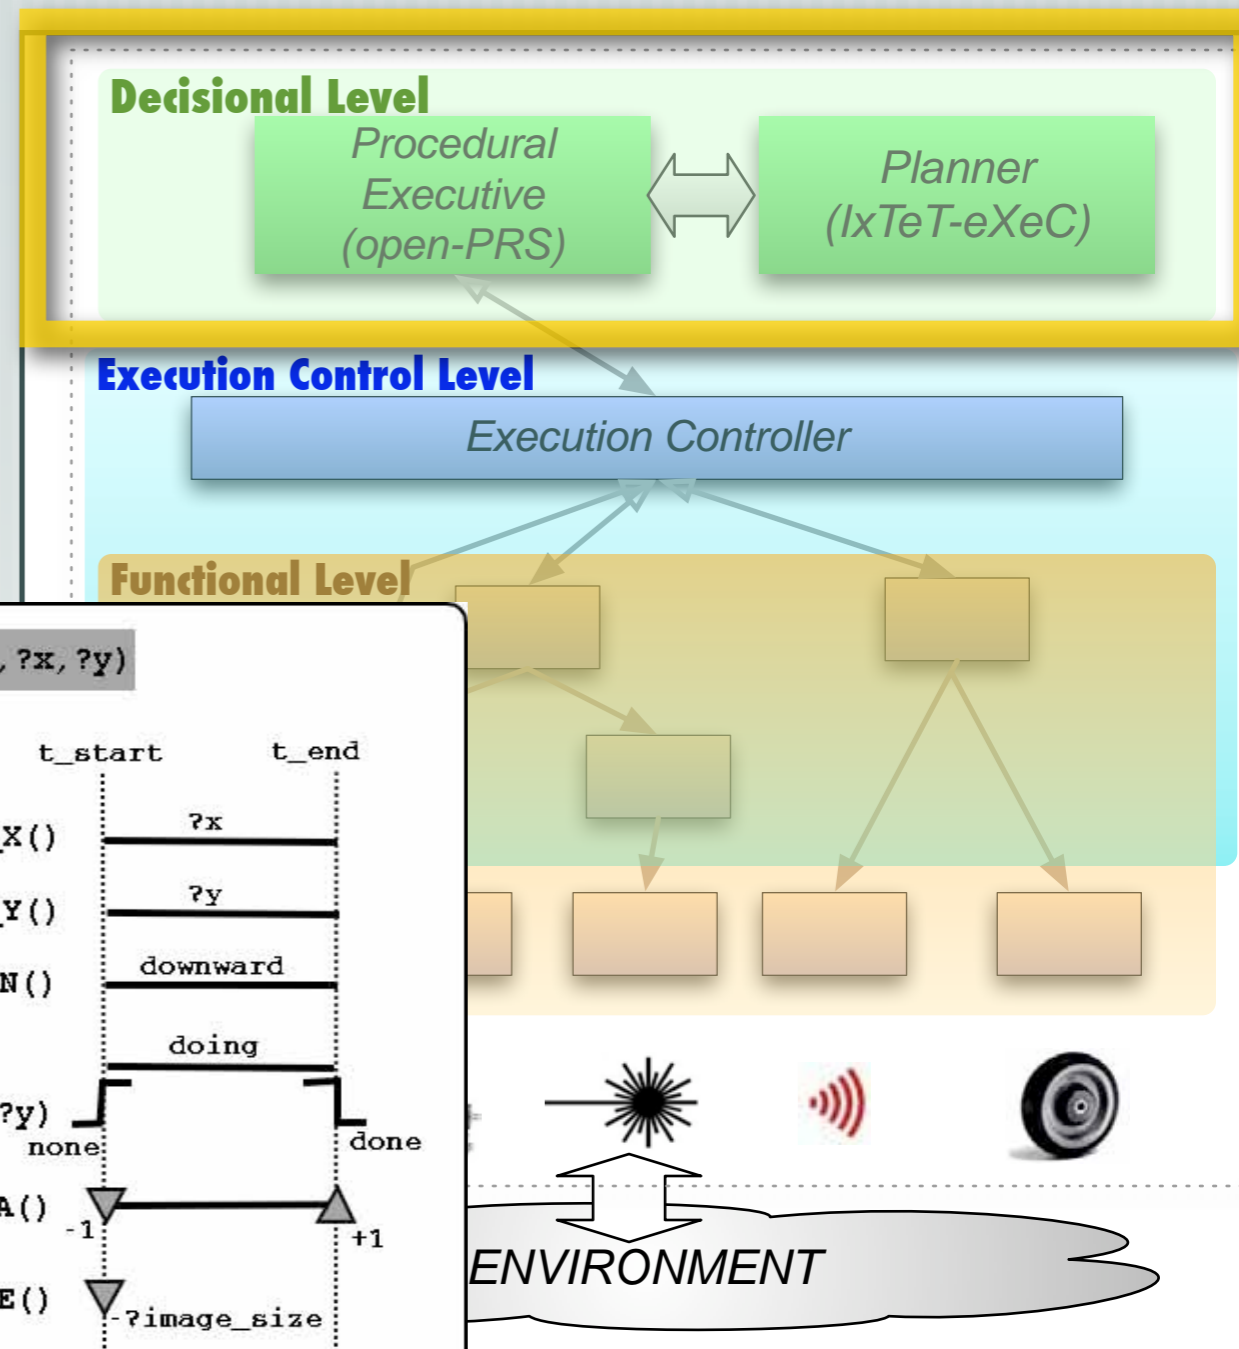 Decisional Level
Procedural
Executive
(open-PRS)
Planner
(IxTeT-eXeC)
Execution Control Level
Execution Controller
Functional Level
,?x,?y)
t_start t_end
X() ?x
Y() ?y
N() downward
doing
?y)
none done
A() -1 +1
E() -?image_size
ENVIRONMENT